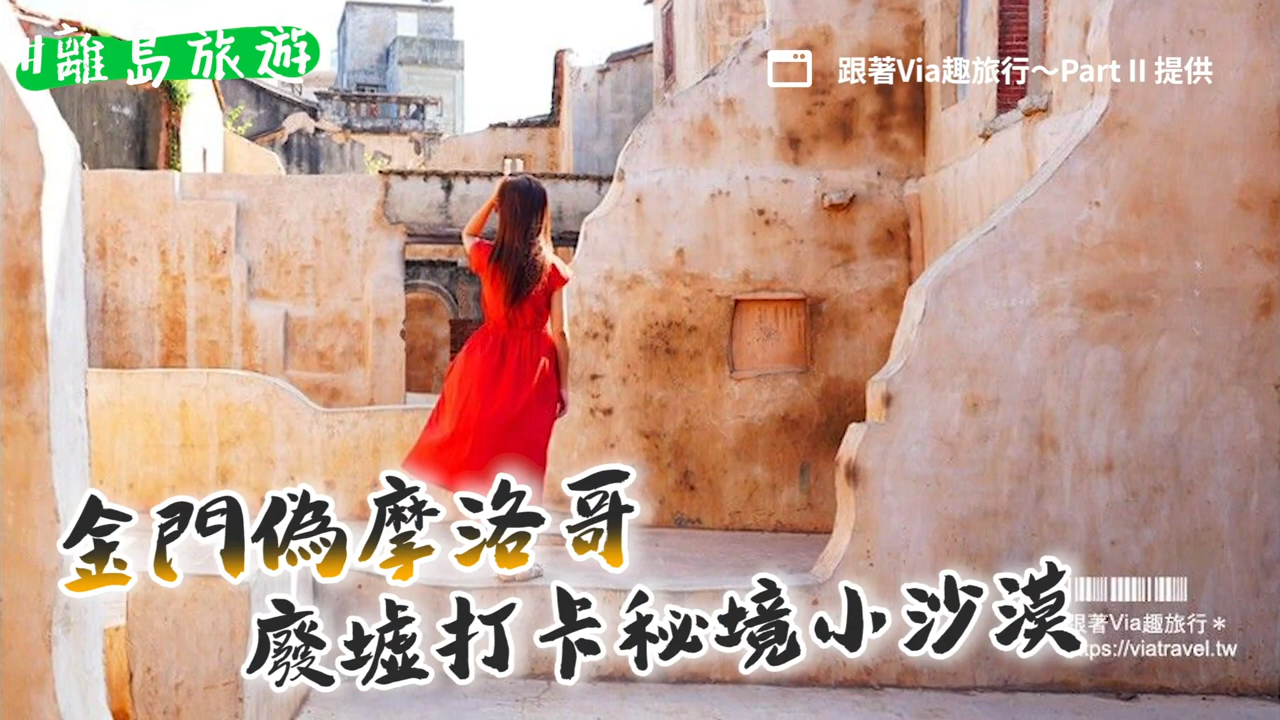 #離島旅遊
跟著Via趣旅行～Part II 提供
金門偽摩洛哥
廢墟打卡秘境小沙漠
跟著Via趣旅行＊
https://viatravel.tw